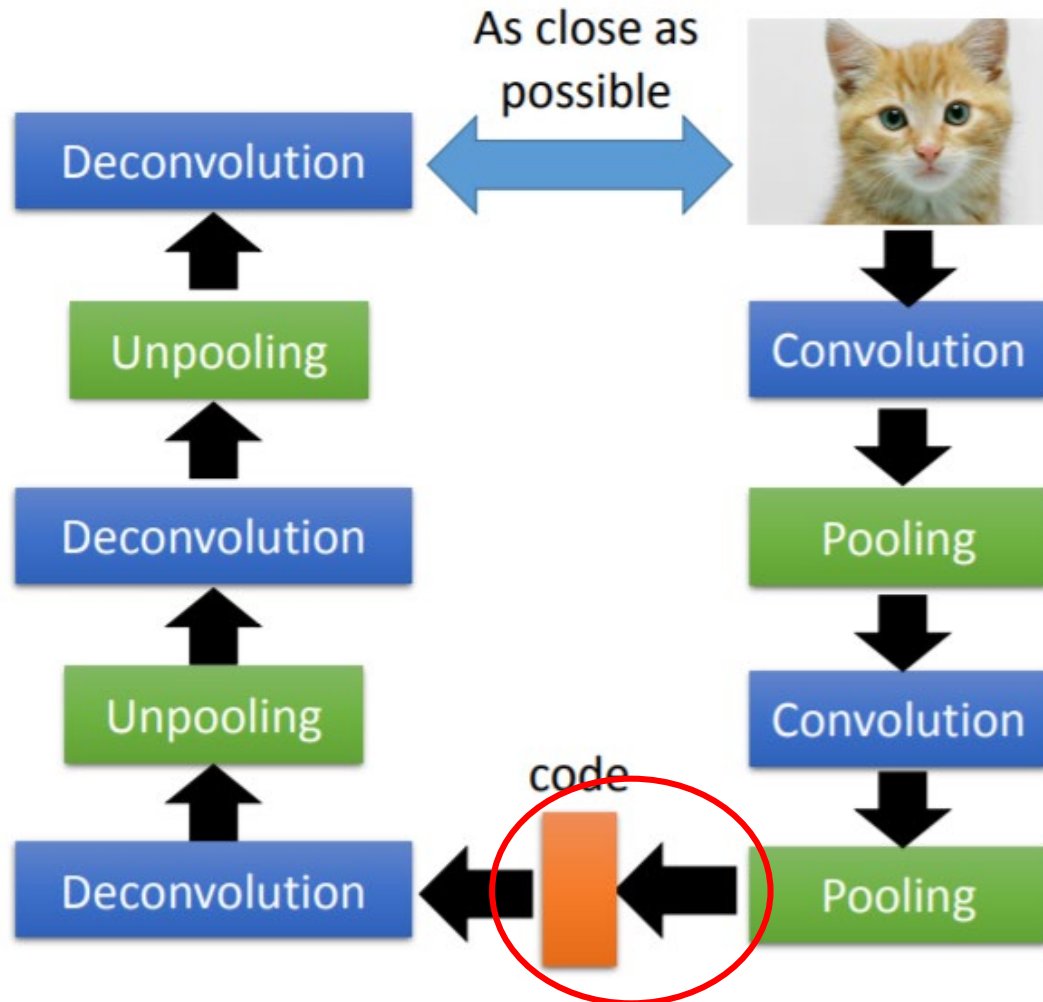 As close as
possible
Deconvolution
Unpooling
Convolution
Deconvolution
Pooling
Unpooling
Convolution
code
Deconvolution
Pooling